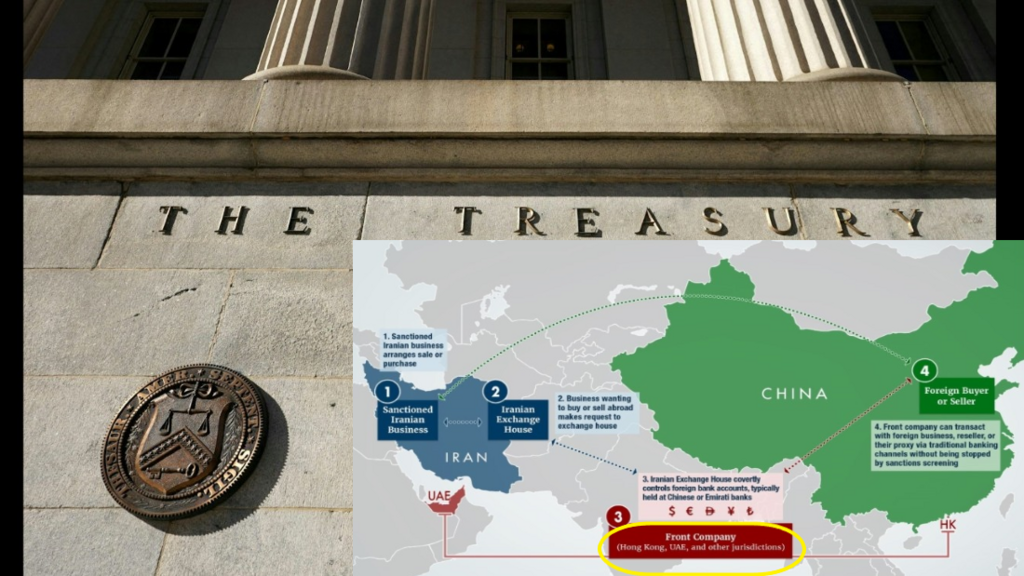 THE TREASURY
1. Sanctioned
Iranian business
arranges sale or
purchase
1
Sanctioned
Iranian
Business
2
Iranian
Exchange
House
2. Business wanting
to buy or sell abroad
makes request to
exchange house
IRAN
CHINA
4
Foreign Buyer
or Seller
4. Front company can transact
with foreign business, reseller, or
their proxy via traditional banking
channels without being stopped
by sanctions screening
3. Iranian Exchange House covertly
controls foreign bank accounts, typically
held at Chinese or Emirati banks
UAE
3
Front Company
(Hong Kong, UAE, and other jurisdictions)
HK